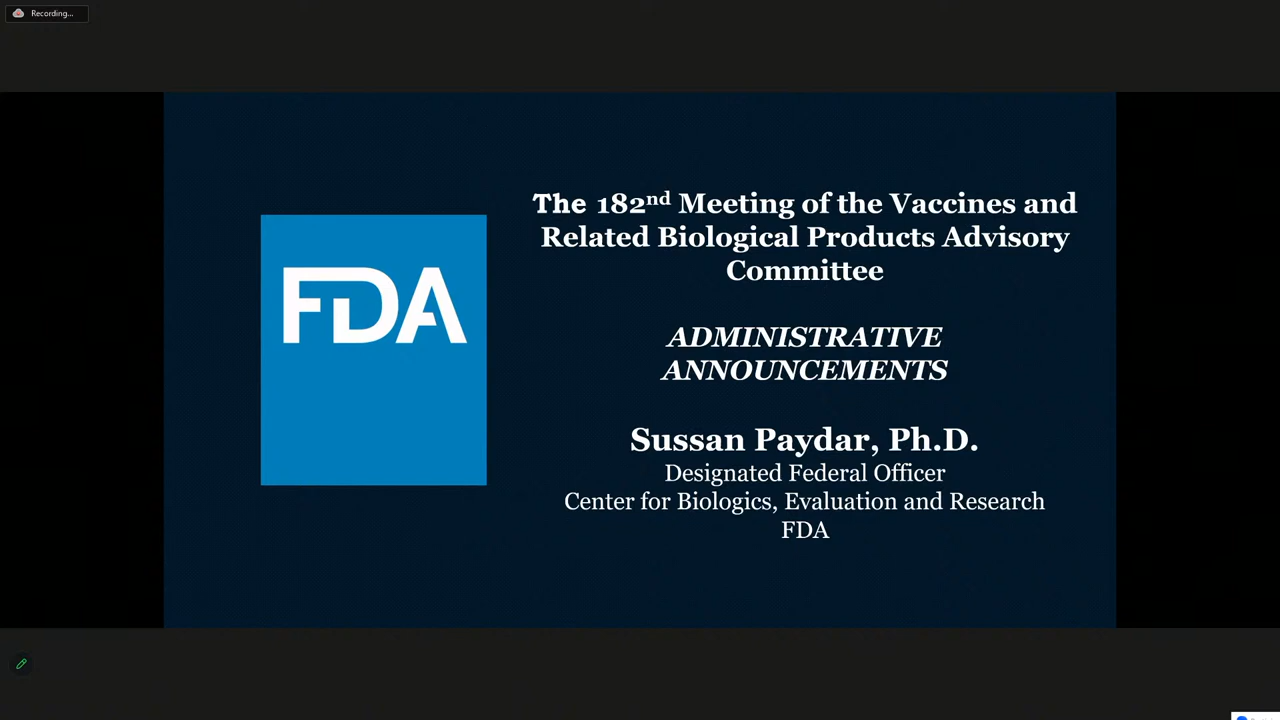 Recording...
The 182nd Meeting of the Vaccines and
Related Biological Products Advisory
Committee
FDA
ADMINISTRATIVE
ANNOUNCEMENTS
Sussan Paydar, Ph.D.
Designated Federal Officer
Center for Biologics, Evaluation and Research
FDA